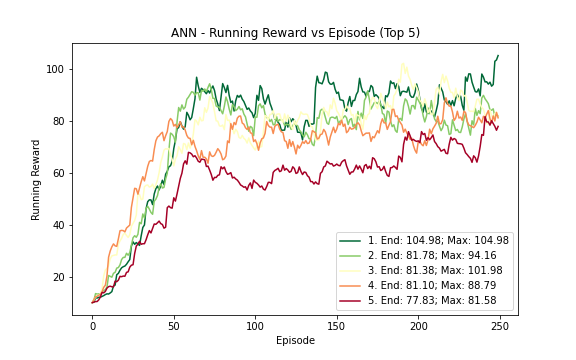 ANN - Running Reward vs Episode (Top 5)
Running Reward
100
80
60
40
20
0
50
100
150
200
250
Episode
1. End: 104.98; Max: 104.98
2. End: 81.78; Max: 94.16
3. End: 81.38; Max: 101.98
4. End: 81.10; Max: 88.79
5. End: 77.83; Max: 81.58